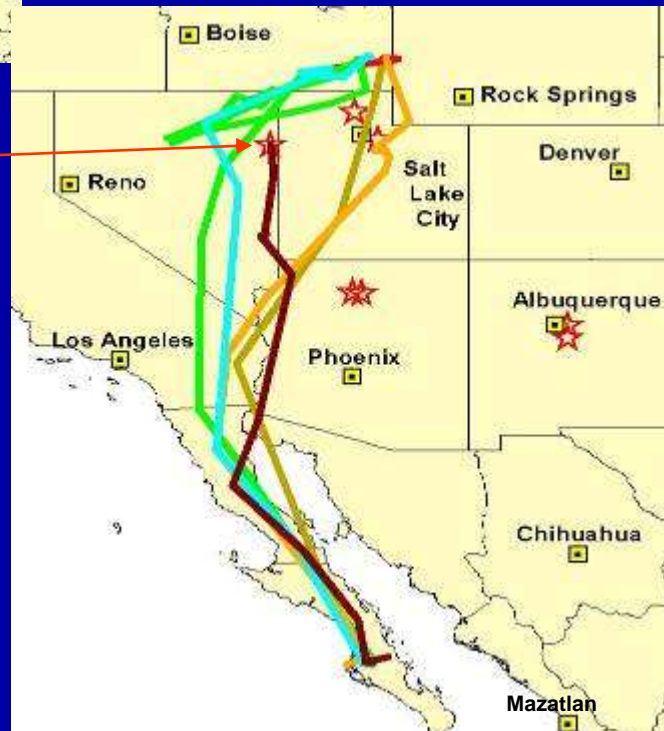 Boise
Rock Springs
Denver
Reno
Salt
Lake
City
Albuquerque
Los Angeles
Phoenix
Chihuahua
Mazatlan